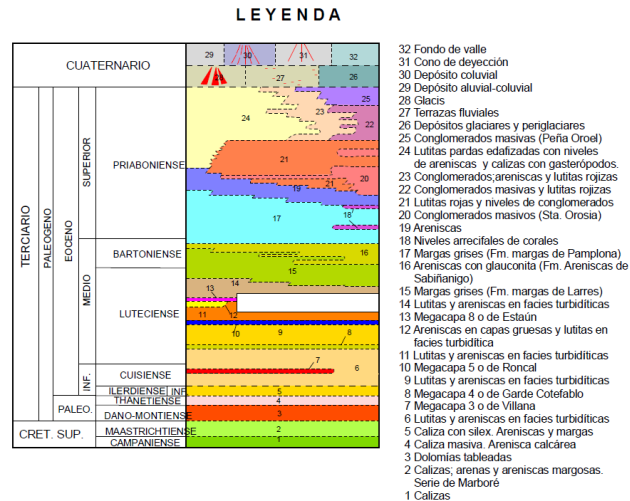 LEYENDA
CUATERNARIO
TERCIARIO
PALEOGENO
EOCENO
SUPERIOR
MEDIO
INF.
PALEO.
CRET. SUP.
PRIABONIENSE
BARTONIENSE
LUTECIENSE
CUISIENSE
ILERDIENSE INF.
THANETIENSE
DANO-MONTIENSE
MAASTRICHTIENSE
CAMPANIENSE
29 30 31 32
28 27 26
25
24 23
22
21
20
19 21
18
17
16
15
14
13
11 12
10 9 8
7
6
5
4
3
2
1
32 Fondo de valle
31 Cono de deyección
30 Depósito coluvial
29 Depósito aluvial-coluvial
28 Glacis
27 Terrazas fluviales
26 Depósitos glaciares y periglaciares
25 Conglomerados masivas (Peña Oroel)
24 Lutitas pardas edafizadas con niveles
de areniscas y calizas con gasterópodos.
23 Conglomerados;areniscas y lutitas rojizas
22 Conglomerados masivas y lutitas rojizas
21 Lutitas rojas y niveles de conglomerados
20 Conglomerados masivos (Sta. Orosia)
19 Areniscas
18 Niveles arrecifales de corales
17 Margas grises (Fm. margas de Pamplona)
16 Areniscas con glauconita (Fm. Areniscas de
Sabiñanigo)
15 Margas grises (Fm. margas de Larres)
14 Lutitas y areniscas en facies turbidíticas
13 Megacapa 8 o de Estaún
12 Areniscas en capas gruesas y lutitas en
facies turbidítica
11 Lutitas y areniscas en facies turbidíticas
10 Megacapa 5 o de Roncal
9 Lutitas y areniscas en facies turbidíticas
8 Megacapa 4 o de Garde Cotefablo
7 Megacapa 3 o de Villana
6 Lutitas y areniscas en facies turbidíticas
5 Caliza con silex. Areniscas y margas
4 Caliza masiva. Arenisca calcárea
3 Dolomías tableadas
2 Calizas; arenas y areniscas margosas.
Serie de Marboré
1 Calizas